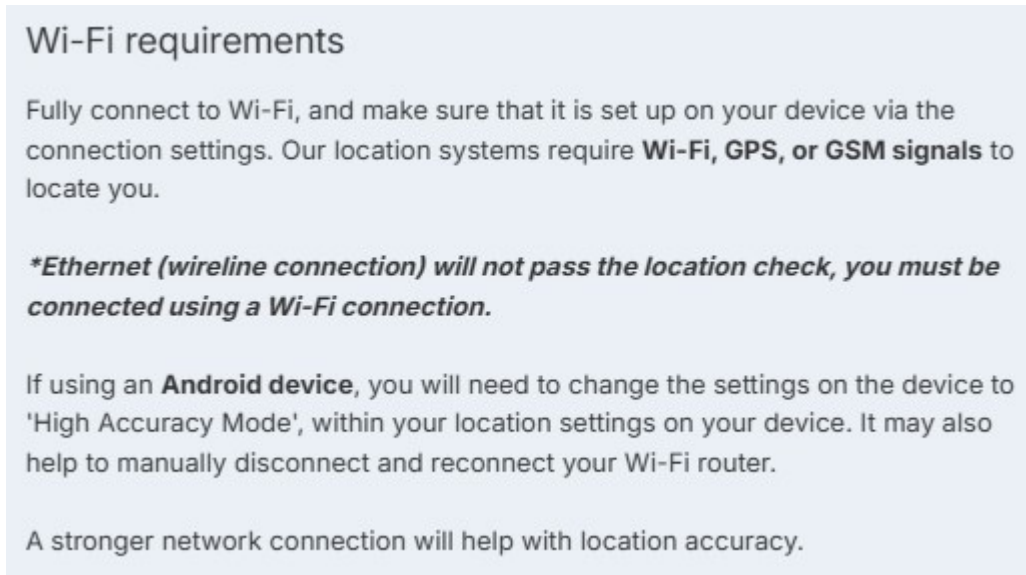 Wi-Fi requirements
Fully connect to Wi-Fi, and make sure that it is set up on your device via the
connection settings. Our location systems require Wi-Fi, GPS, or GSM signals to
locate you.
*Ethernet (wireline connection) will not pass the location check, you must be
connected using a Wi-Fi connection.
If using an Android device, you will need to change the settings on the device to
'High Accuracy Mode', within your location settings on your device. It may also
help to manually disconnect and reconnect your Wi-Fi router.
A stronger network connection will help with location accuracy.